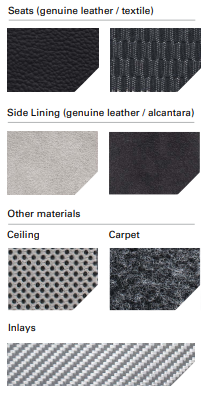 Seats (genuine leather / textile)
Side Lining (genuine leather / alcantara)
Other materials
Ceiling
Carpet
Inlays